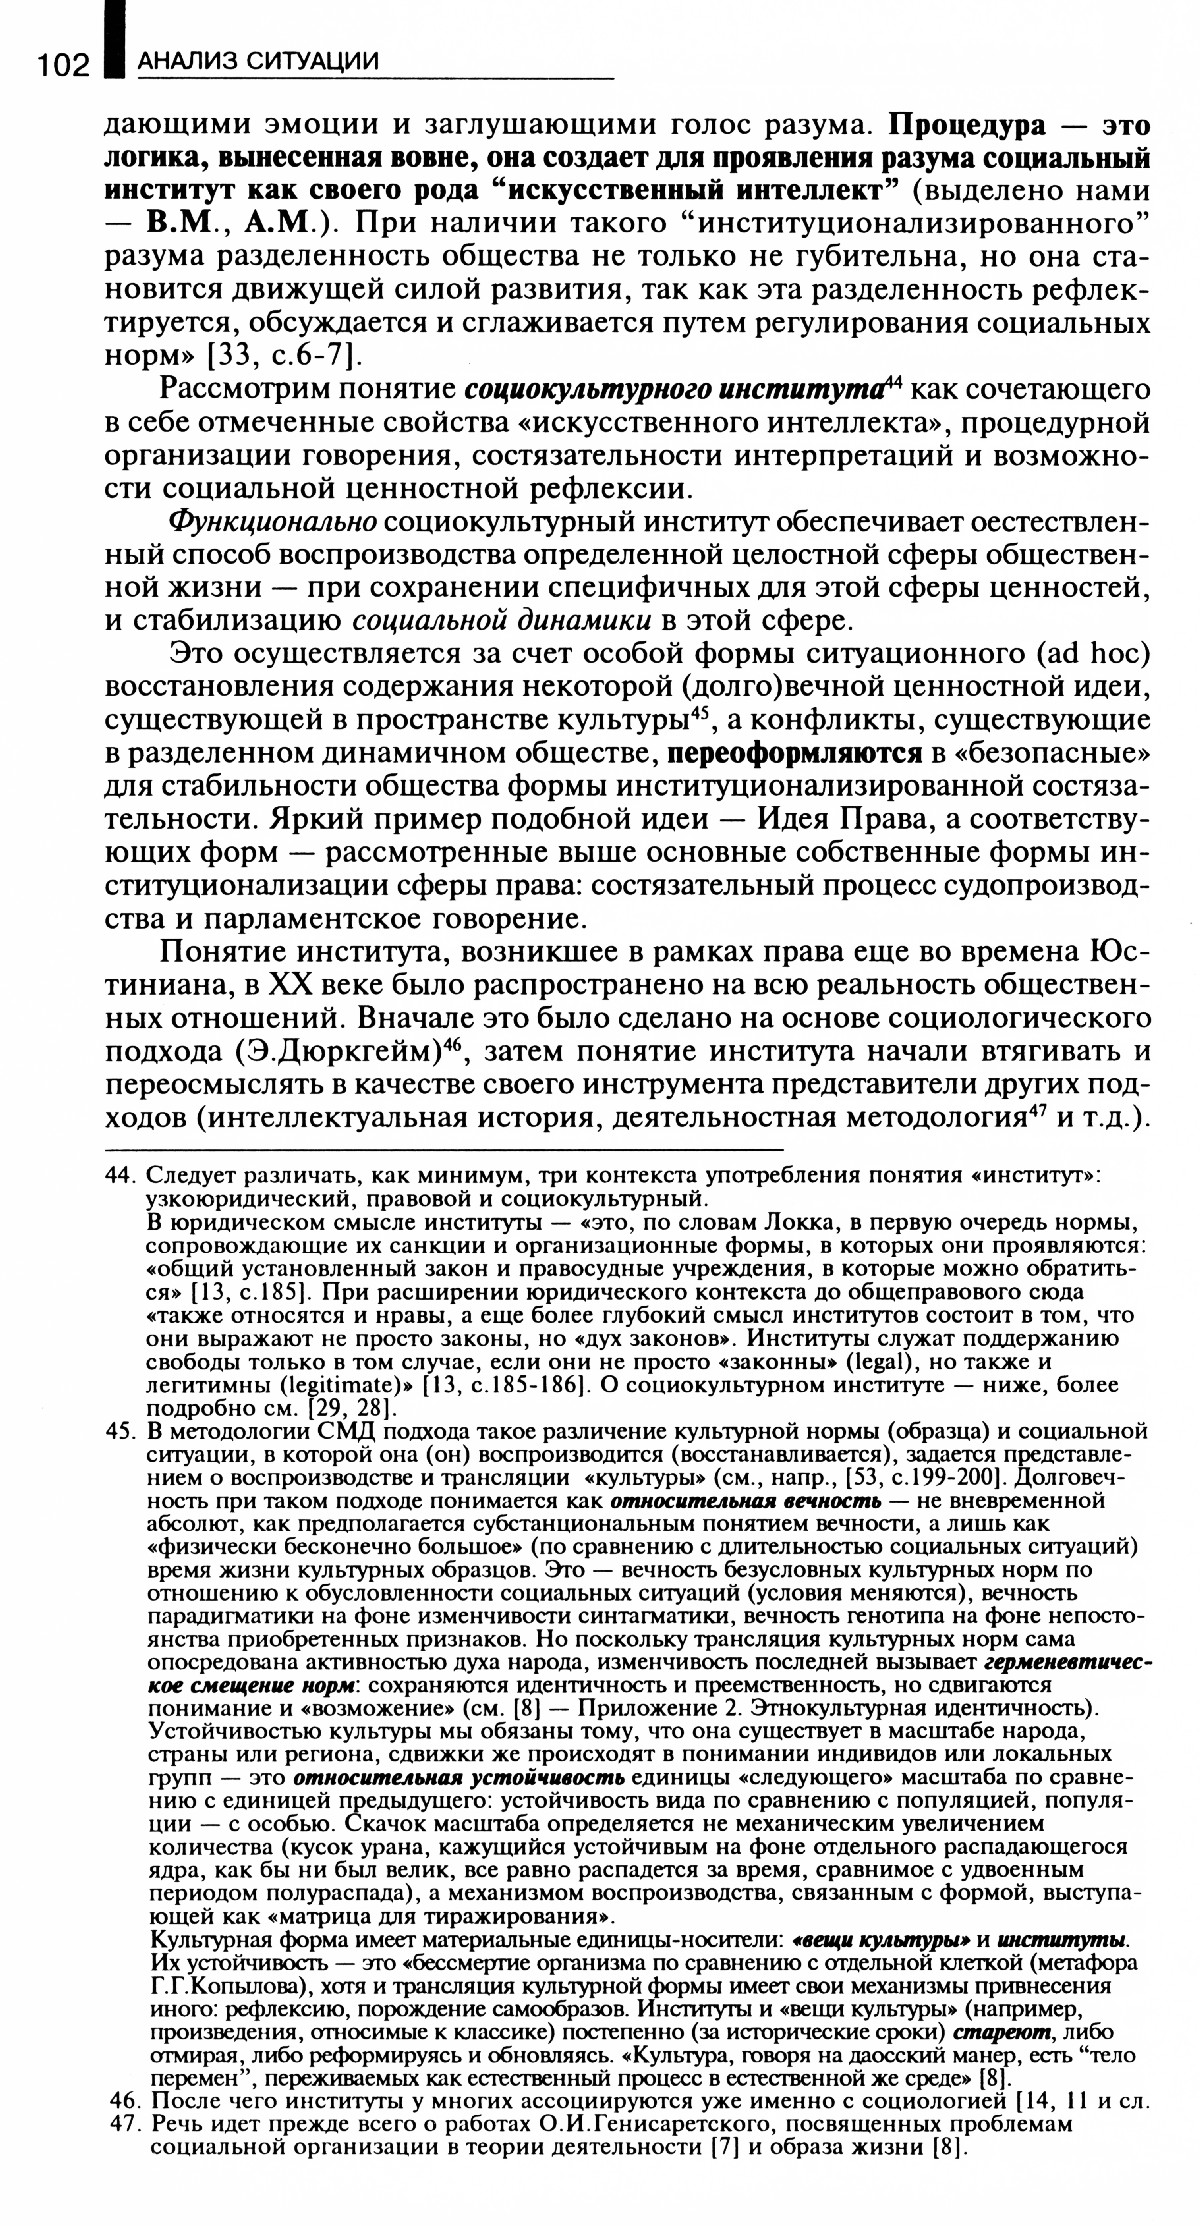 102
АНАЛИЗ СИТУАЦИИ
дающими эмоции и заглушающими голос разума. Процедура — это
логика, вынесенная вовне, она создает для проявления разума социальный
институт как своего рода “искусственный интеллект” (выделено нами
— В.М., А.М.). При наличии такого “институционализированного”
разума разделенность общества не только не губительна, но она ста-
новится движущей силой развития, так как эта разделенность рефлек-
тируется, обсуждается и сглаживается путем регулирования социальных
норм» [33, с.6-7].
Рассмотрим понятие социокультурного института⁴⁴ как сочетающего
в себе отмеченные свойства «искусственного интеллекта», процедурной
организации говорения, состязательности интерпретаций и возможно-
сти социальной ценностной рефлексии.
Функционально социокультурный институт обеспечивает оестествлен-
ный способ воспроизводства определенной целостной сферы обществен-
ной жизни — при сохранении специфичных для этой сферы ценностей,
и стабилизацию социальной динамики в этой сфере.
Это осуществляется за счет особой формы ситуационного (ad hoc)
восстановления содержания некоторой (долго)вечной ценностной идеи,
существующей в пространстве культуры⁴⁵, а конфликты, существующие
в разделенном динамичном обществе, переоформляются в «безопасные»
для стабильности общества формы институционализированной состяза-
тельности. Яркий пример подобной идеи — Идея Права, а соответству-
ющих форм — рассмотренные выше основные собственные формы ин-
ституционализации сферы права: состязательный процесс судопроизвод-
ства и парламентское говорение.
Понятие института, возникшее в рамках права еще во времена Юс-
тиниана, в XX веке было распространено на всю реальность обществен-
ных отношений. Вначале это было сделано на основе социологического
подхода (Э.Дюркгейм)⁴⁶, затем понятие института начали втягивать и
переосмыслять в качестве своего инструмента представители других под-
ходов (интеллектуальная история, деятельностная методология⁴⁷ и т.д.).
44. Следует различать, как минимум, три контекста употребления понятия «институт»:
узкоюридический, правовой и социокультурный.
В юридическом смысле институты — «это, по словам Локка, в первую очередь нормы,
сопровождающие их санкции и организационные формы, в которых они проявляются:
«общий установленный закон и правосудные учреждения, в которые можно обратить-
ся» [13, с.185]. При расширении юридического контекста до общеправового сюда
«также относятся и нравы, а еще более глубокий смысл институтов состоит в том, что
они выражают не просто законы, но «дух законов». Институты служат поддержанию
свободы только в том случае, если они не просто «законны» (legal), но также и
легитимны (legitimate)» [13, с.185-186]. О социокультурном институте — ниже, более
подробно см. [29, 28].
45. В методологии СМД подхода такое различение культурной нормы (образца) и социальной
ситуации, в которой она (он) воспроизводится (восстанавливается), задается представле-
нием о воспроизводстве и трансляции «культуры» (см., напр., [53, с.199-200]. Долговеч-
ность при таком подходе понимается как относительная вечность — не вневременной
абсолют, как предполагается субстанциональным понятием вечности, а лишь как
«физически бесконечно большое» (по сравнению с длительностью социальных ситуаций)
время жизни культурных образцов. Это — вечность безусловных культурных норм по
отношению к обусловленности социальных ситуаций (условия меняются), вечность
парадигматики на фоне изменчивости синтагматики, вечность генотипа на фоне непосто-
янства приобретенных признаков. Но поскольку трансляция культурных норм сама
опосредована активностью духа народа, изменчивость последней вызывает герменевтичес-
кое смещение норм: сохраняются идентичность и преемственность, но сдвигаются
понимание и «возможение» (см. [8] — Приложение 2. Этнокультурная идентичность).
Устойчивостью культуры мы обязаны тому, что она существует в масштабе народа,
страны или региона, сдвижки же происходят в понимании индивидов или локальных
групп — это относительная устойчивость единицы «следующего» масштаба по сравне-
нию с единицей предыдущего: устойчивость вида по сравнению с популяцией, популя-
ции — с особью. Скачок масштаба определяется не механическим увеличением
количества (кусок урана, кажущийся устойчивым на фоне отдельного распадающегося
ядра, как бы ни был велик, все равно распадется за время, сравнимое с удвоенным
периодом полураспада), а механизмом воспроизводства, связанным с формой, выступа-
ющей как «матрица для тиражирования».
Культурная форма имеет материальные единицы-носители: «вещи культуры» и институты.
Их устойчивость — это «бессмертие организма по сравнению с отдельной клеткой (метафора
Г.Г.Копылова), хотя и трансляция культурной формы имеет свои механизмы привнесения
иного: рефлексию, порождение самообразов. Институты и «вещи культуры» (например,
произведения, относимые к классике) постепенно (за исторические сроки) стареют, либо
отмирая, либо реформируясь и обновляясь. «Культура, говоря на даосский манер, есть “тело
перемен”, переживаемых как естественный процесс в естественной же среде» [8].
46. После чего институты у многих ассоциируются уже именно с социологией [14, 11 и сл.
47. Речь идет прежде всего о работах О.И.Генисаретского, посвященных проблемам
социальной организации в теории деятельности [7] и образа жизни [8].